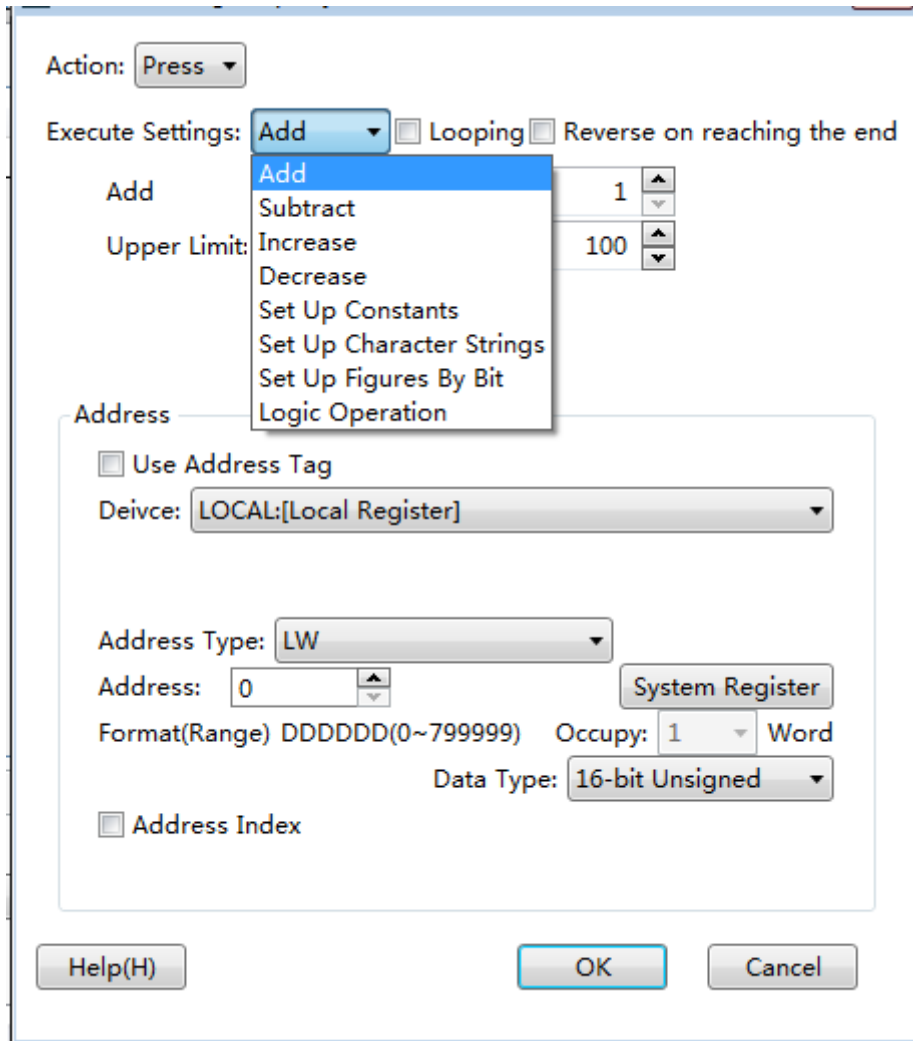 Action: Press
Execute Settings: Add Looping Reverse on reaching the end
Add
Subtract
Increase
Decrease
Set Up Constants
Set Up Character Strings
Set Up Figures By Bit
Logic Operation
Add 1
Upper Limit: 100
Address
Use Address Tag
Deivce: LOCAL:[Local Register]
Address Type: LW
Address: 0 System Register
Format(Range) DDDDDD(0~799999) Occupy: 1 Word
Data Type: 16-bit Unsigned
Address Index
Help(H) OK Cancel